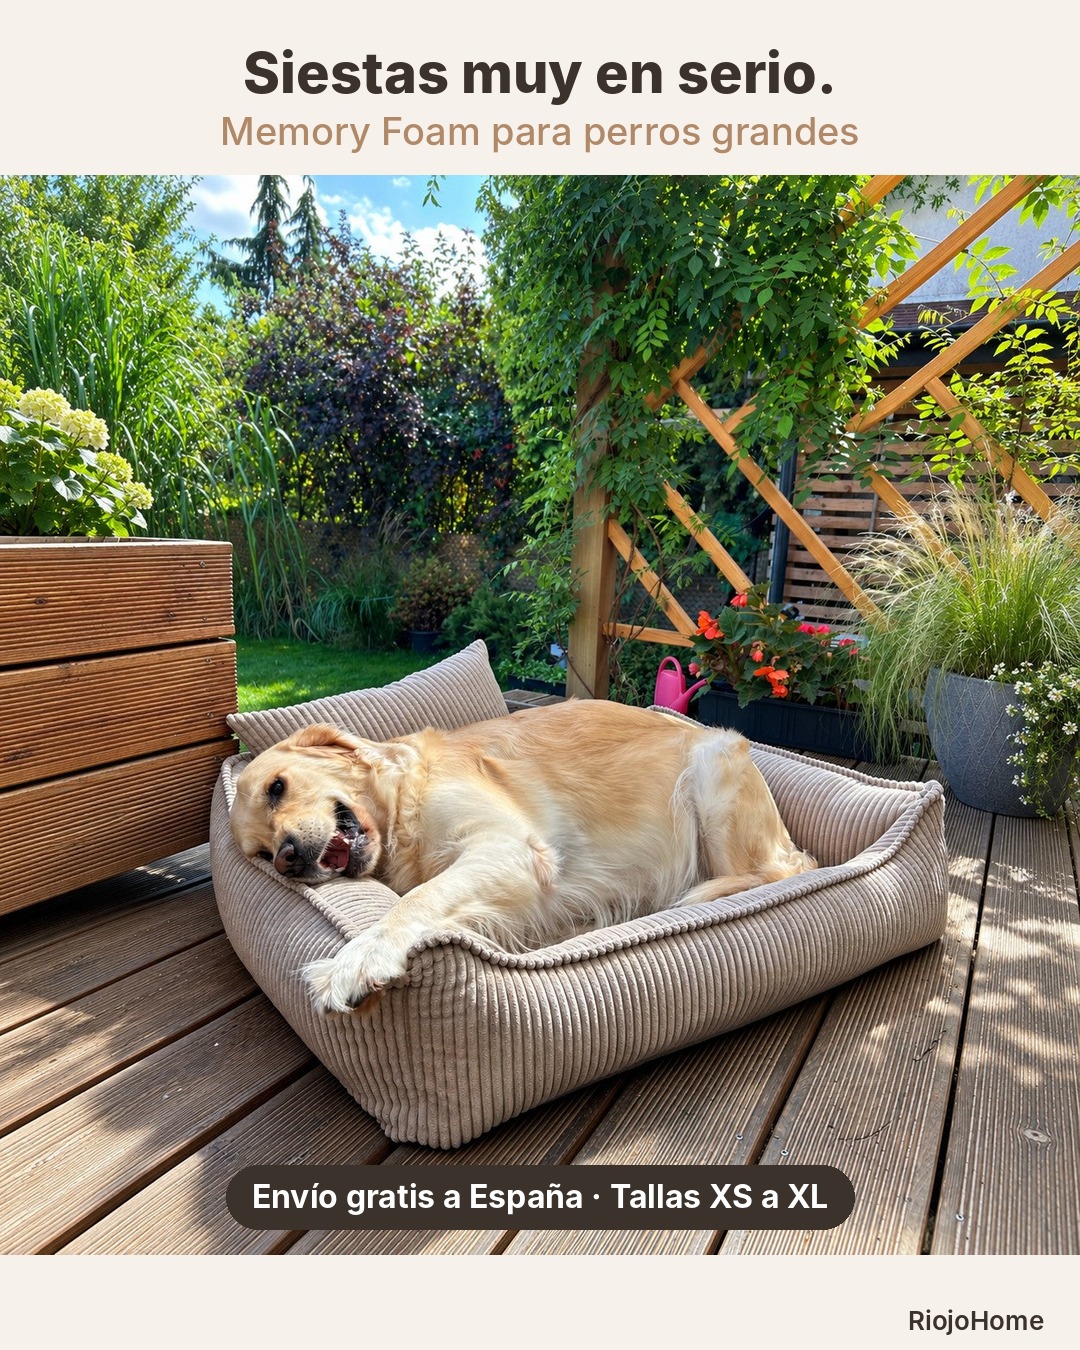 Siestas muy en serio.
Memory Foam para perros grandes
Envío gratis a España · Tallas XS a XL
RiojoHome